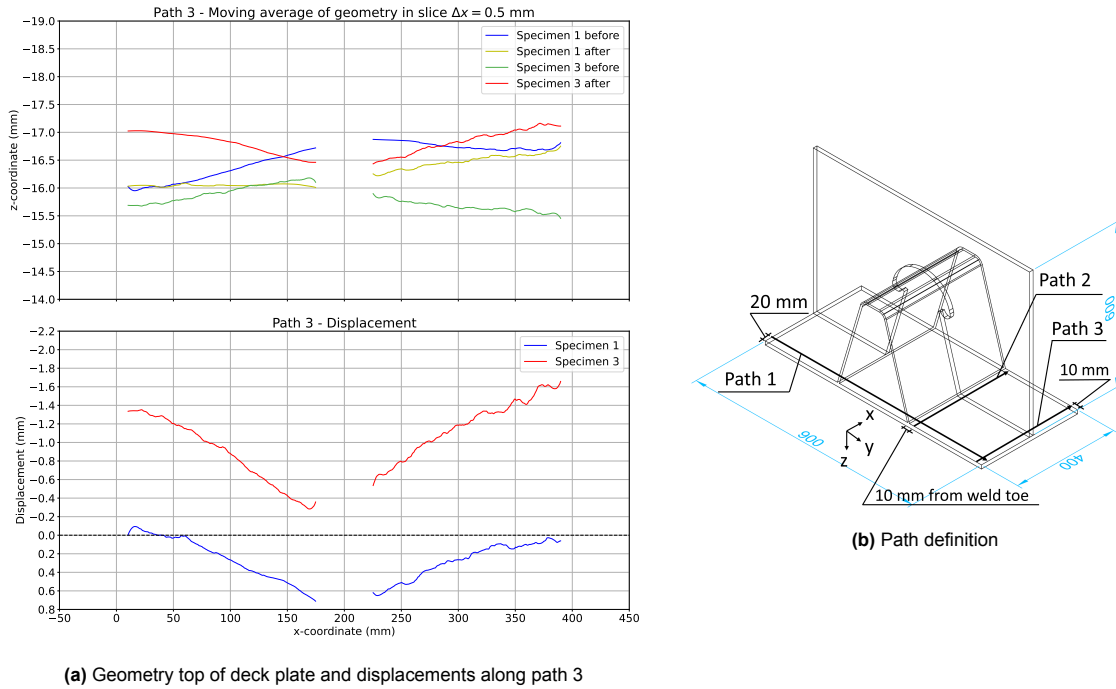 Path 3 - Moving average of geometry in slice Δx = 0.5 mm
−19.0
−18.5
−18.0
−17.5
−17.0
−16.5
−16.0
−15.5
−15.0
−14.5
−14.0
z-coordinate (mm)
Specimen 1 before
Specimen 1 after
Specimen 3 before
Specimen 3 after
Path 3 - Displacement
−2.2
−2.0
−1.8
−1.6
−1.4
−1.2
−1.0
−0.8
−0.6
−0.4
−0.2
0.0
0.2
0.4
0.6
0.8
Displacement (mm)
Specimen 1
Specimen 3
−50 0 50 100 150 200 250 300 350 400 450
x-coordinate (mm)
(a) Geometry top of deck plate and displacements along path 3
20 mm
Path 1
Path 2
Path 3
10 mm
600
x
y
z
900
400
10 mm from weld toe
(b) Path definition